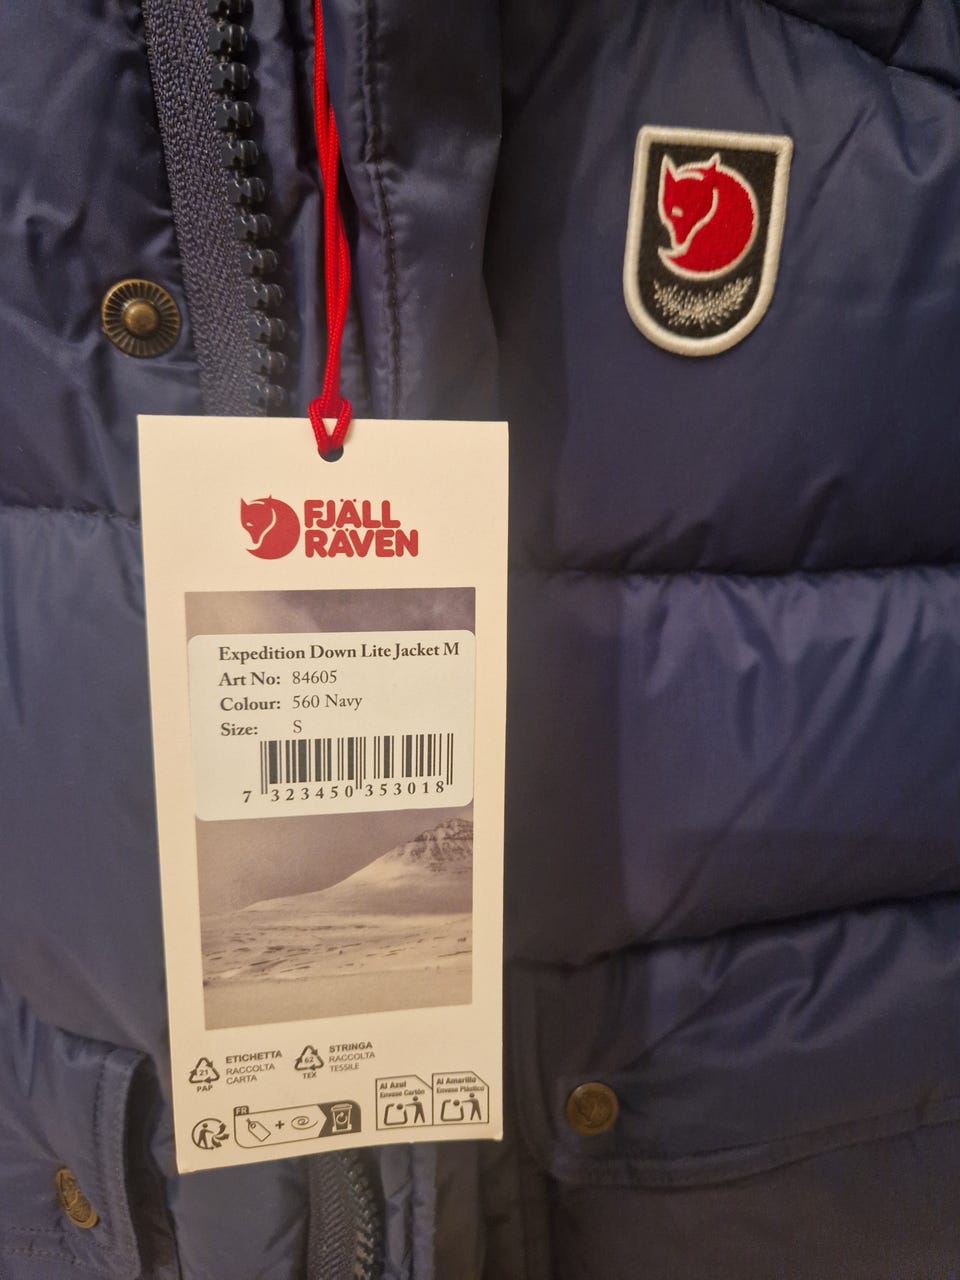 FJÄLL
RÄVEN
Expedition Down Lite Jacket M
Art No: 84605
Colour: 560 Navy
Size: S
7 323450 353018
21
PAP
ETICHETTA
RACCOLTA
CARTA
62
TEX
STRINGA
RACCOLTA
TESSILE
FR
+
Al Azul
Envase Cartón
Al Amarillo
Envase Plástico